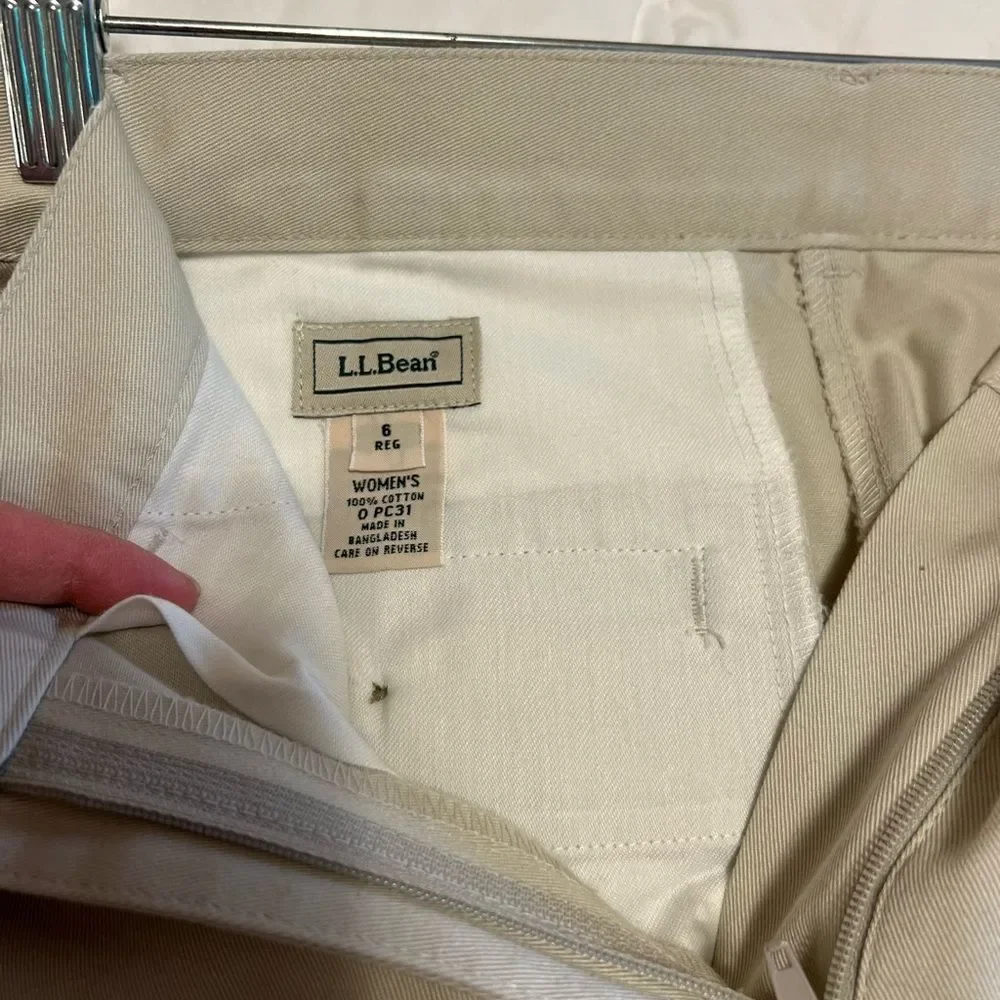 L.L.Bean®
6
REG
WOMEN'S
100% COTTON
0 PC31
MADE IN
BANGLADESH
CARE ON REVERSE